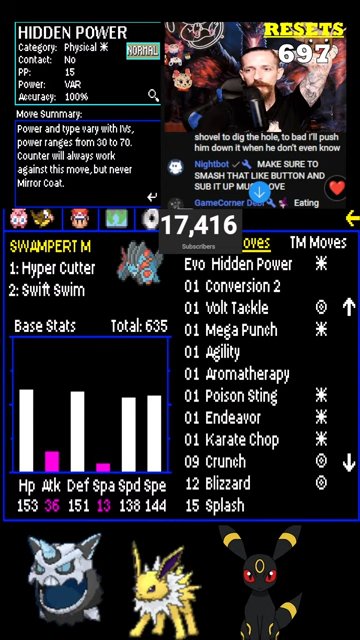 HIDDEN POWER
Category: Physical
Contact: No
PP: 15
Power: VAR
Accuracy: 100%
NORMAL
Move Summary:
Power and type vary with IVs,
power ranges from 30 to 70.
Counter will always work
against this move, but never
Mirror Coat.
RESETS
697
shovel to dig the hole, to bad I'll push
him down it when he don't even know
Nightbot MAKE SURE TO
SMASH THAT LIKE BUTTON AND
SUB IT UP
GameCorner Eating
17,416
Subscribers
TM Moves
SWAMPERT M
1: Hyper Cutter
2: Swift Swim
Base Stats Total: 635
Hp Atk Def Spa Spd Spe
153 36 151 13 138 144
Evo Hidden Power
01 Conversion 2
01 Volt Tackle
01 Mega Punch
01 Agility
01 Aromatherapy
01 Poison Sting
01 Endeavor
01 Karate Chop
09 Crunch
12 Blizzard
15 Splash